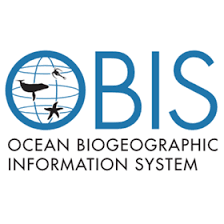 OBIS
OCEAN BIOGEOGRAPHIC
INFORMATION SYSTEM